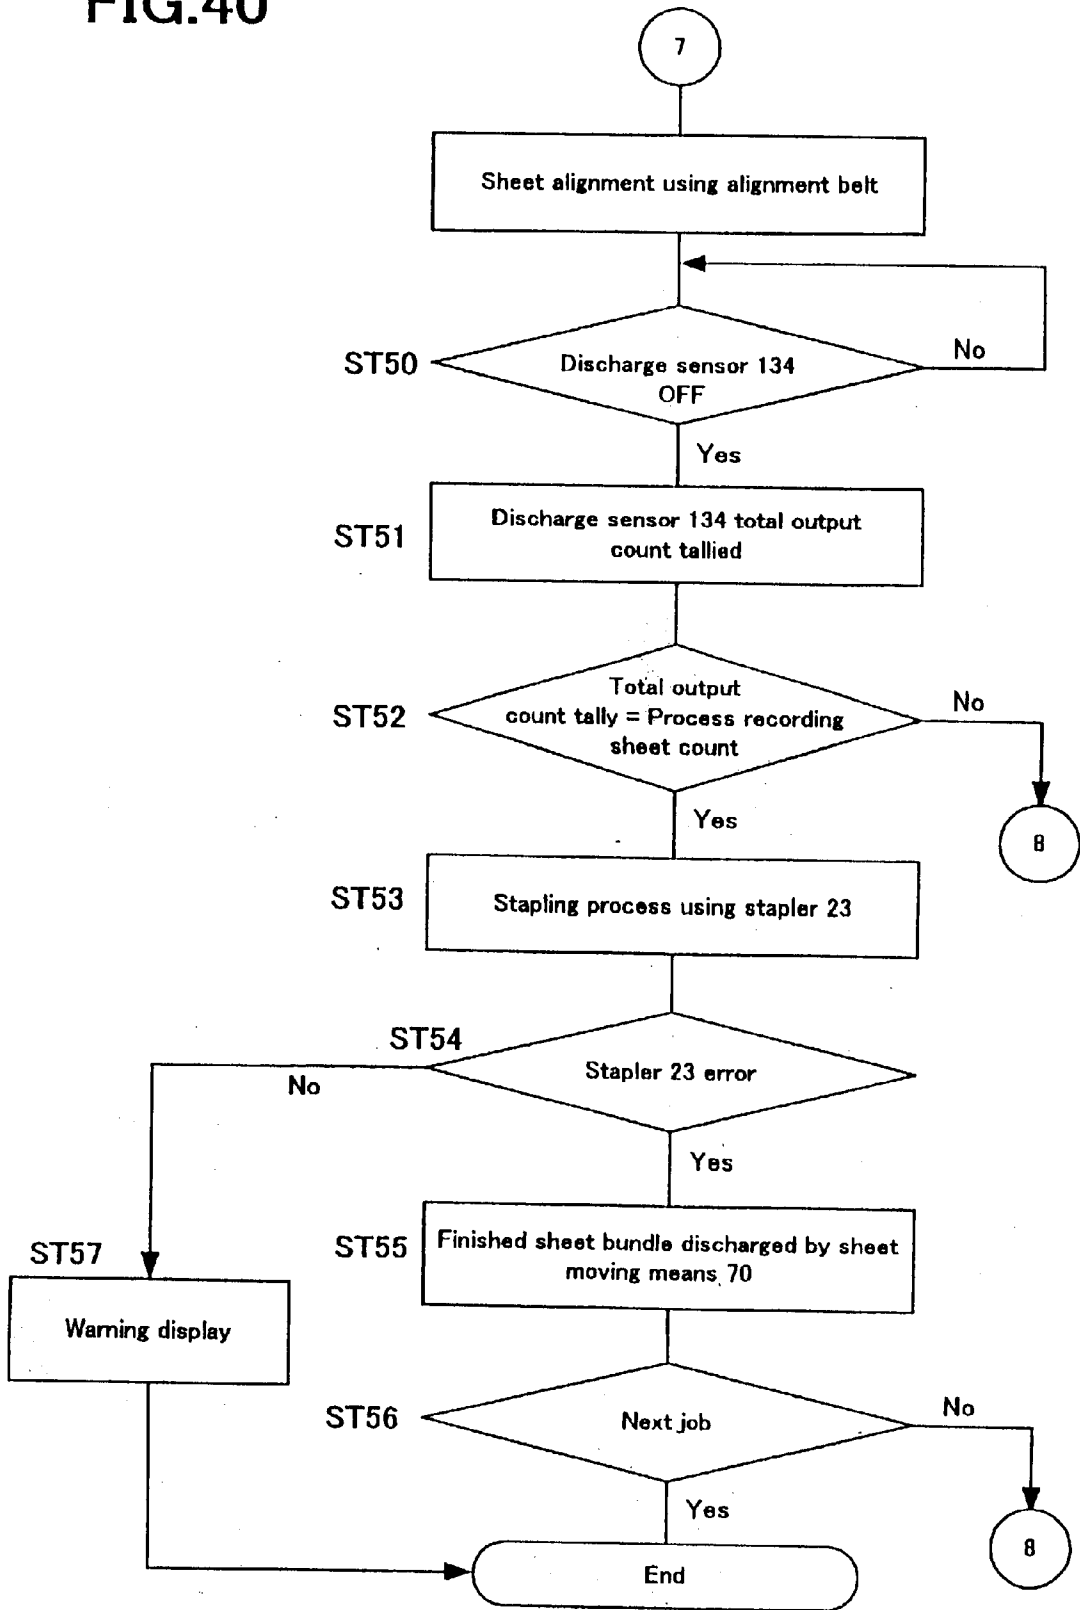 FIG.40
7
Sheet alignment using alignment belt
ST50
Discharge sensor 134
OFF
No
Yes
ST51
Discharge sensor 134 total output
count tallied
ST52
Total output
count tally = Process recording
sheet count
No
Yes
8
ST53
Stapling process using stapler 23
ST54
Stapler 23 error
No
Yes
ST55
Finished sheet bundle discharged by sheet
moving means 70
ST57
Warning display
ST56
Next job
No
Yes
8
End